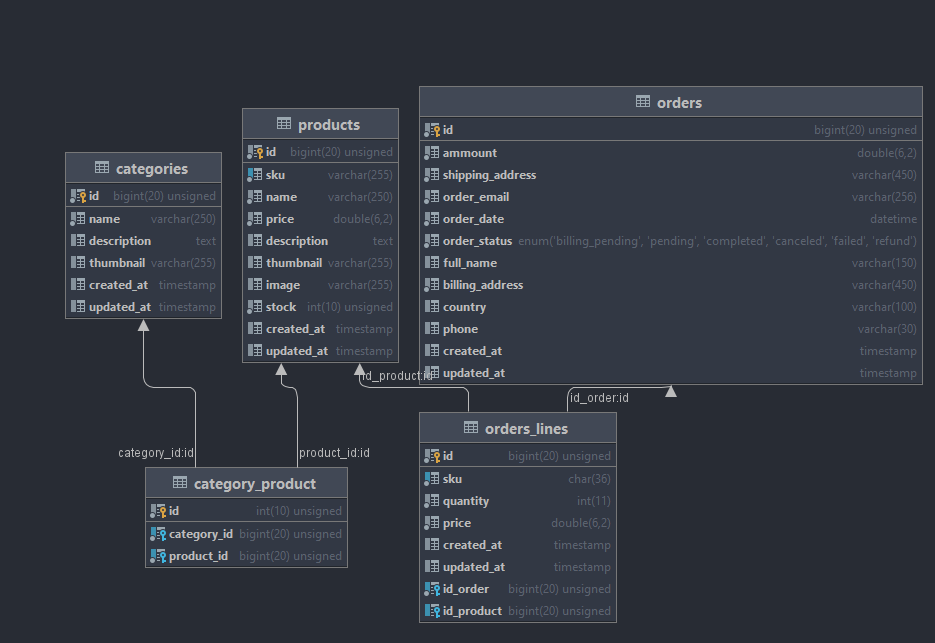 categories
id bigint(20) unsigned
name varchar(250)
description text
thumbnail varchar(255)
created_at timestamp
updated_at timestamp
products
id bigint(20) unsigned
sku varchar(255)
name varchar(250)
price double(6,2)
description text
thumbnail varchar(255)
image varchar(255)
stock int(10) unsigned
created_at timestamp
updated_at timestamp
orders
id bigint(20) unsigned
ammount double(6,2)
shipping_address varchar(450)
order_email varchar(256)
order_date datetime
order_status enum('billing_pending', 'pending', 'completed', 'canceled', 'failed', 'refund')
full_name varchar(150)
billing_address varchar(450)
country varchar(100)
phone varchar(30)
created_at timestamp
updated_at timestamp
id_product:id
id_order:id
category_id:id
product_id:id
category_product
id int(10) unsigned
category_id bigint(20) unsigned
product_id bigint(20) unsigned
orders_lines
id bigint(20) unsigned
sku char(36)
quantity int(11)
price double(6,2)
created_at timestamp
updated_at timestamp
id_order bigint(20) unsigned
id_product bigint(20) unsigned